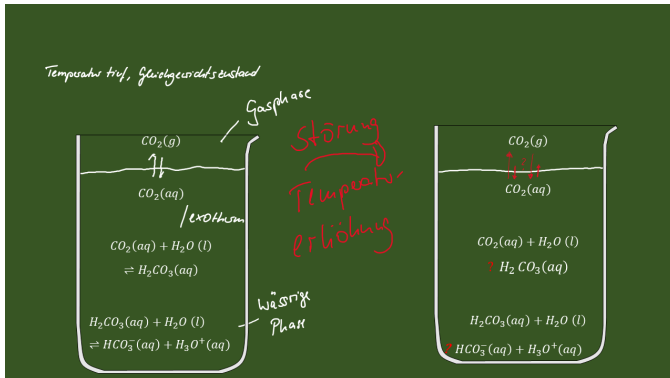 Temperatur tief, Gleichgewichtszustand
Gasphase
CO₂(g)
CO₂(aq)
/exotherm
CO₂(aq) + H₂O (l)
⇌ H₂CO₃(aq)
H₂CO₃(aq) + H₂O (l)
⇌ HCO₃⁻(aq) + H₃O⁺(aq)
wässrige
Phase
Störung
Temperatur-
erhöhung
CO₂(g)
CO₂(aq)
CO₂(aq) + H₂O (l)
? H₂CO₃(aq)
H₂CO₃(aq) + H₂O (l)
? HCO₃⁻(aq) + H₃O⁺(aq)